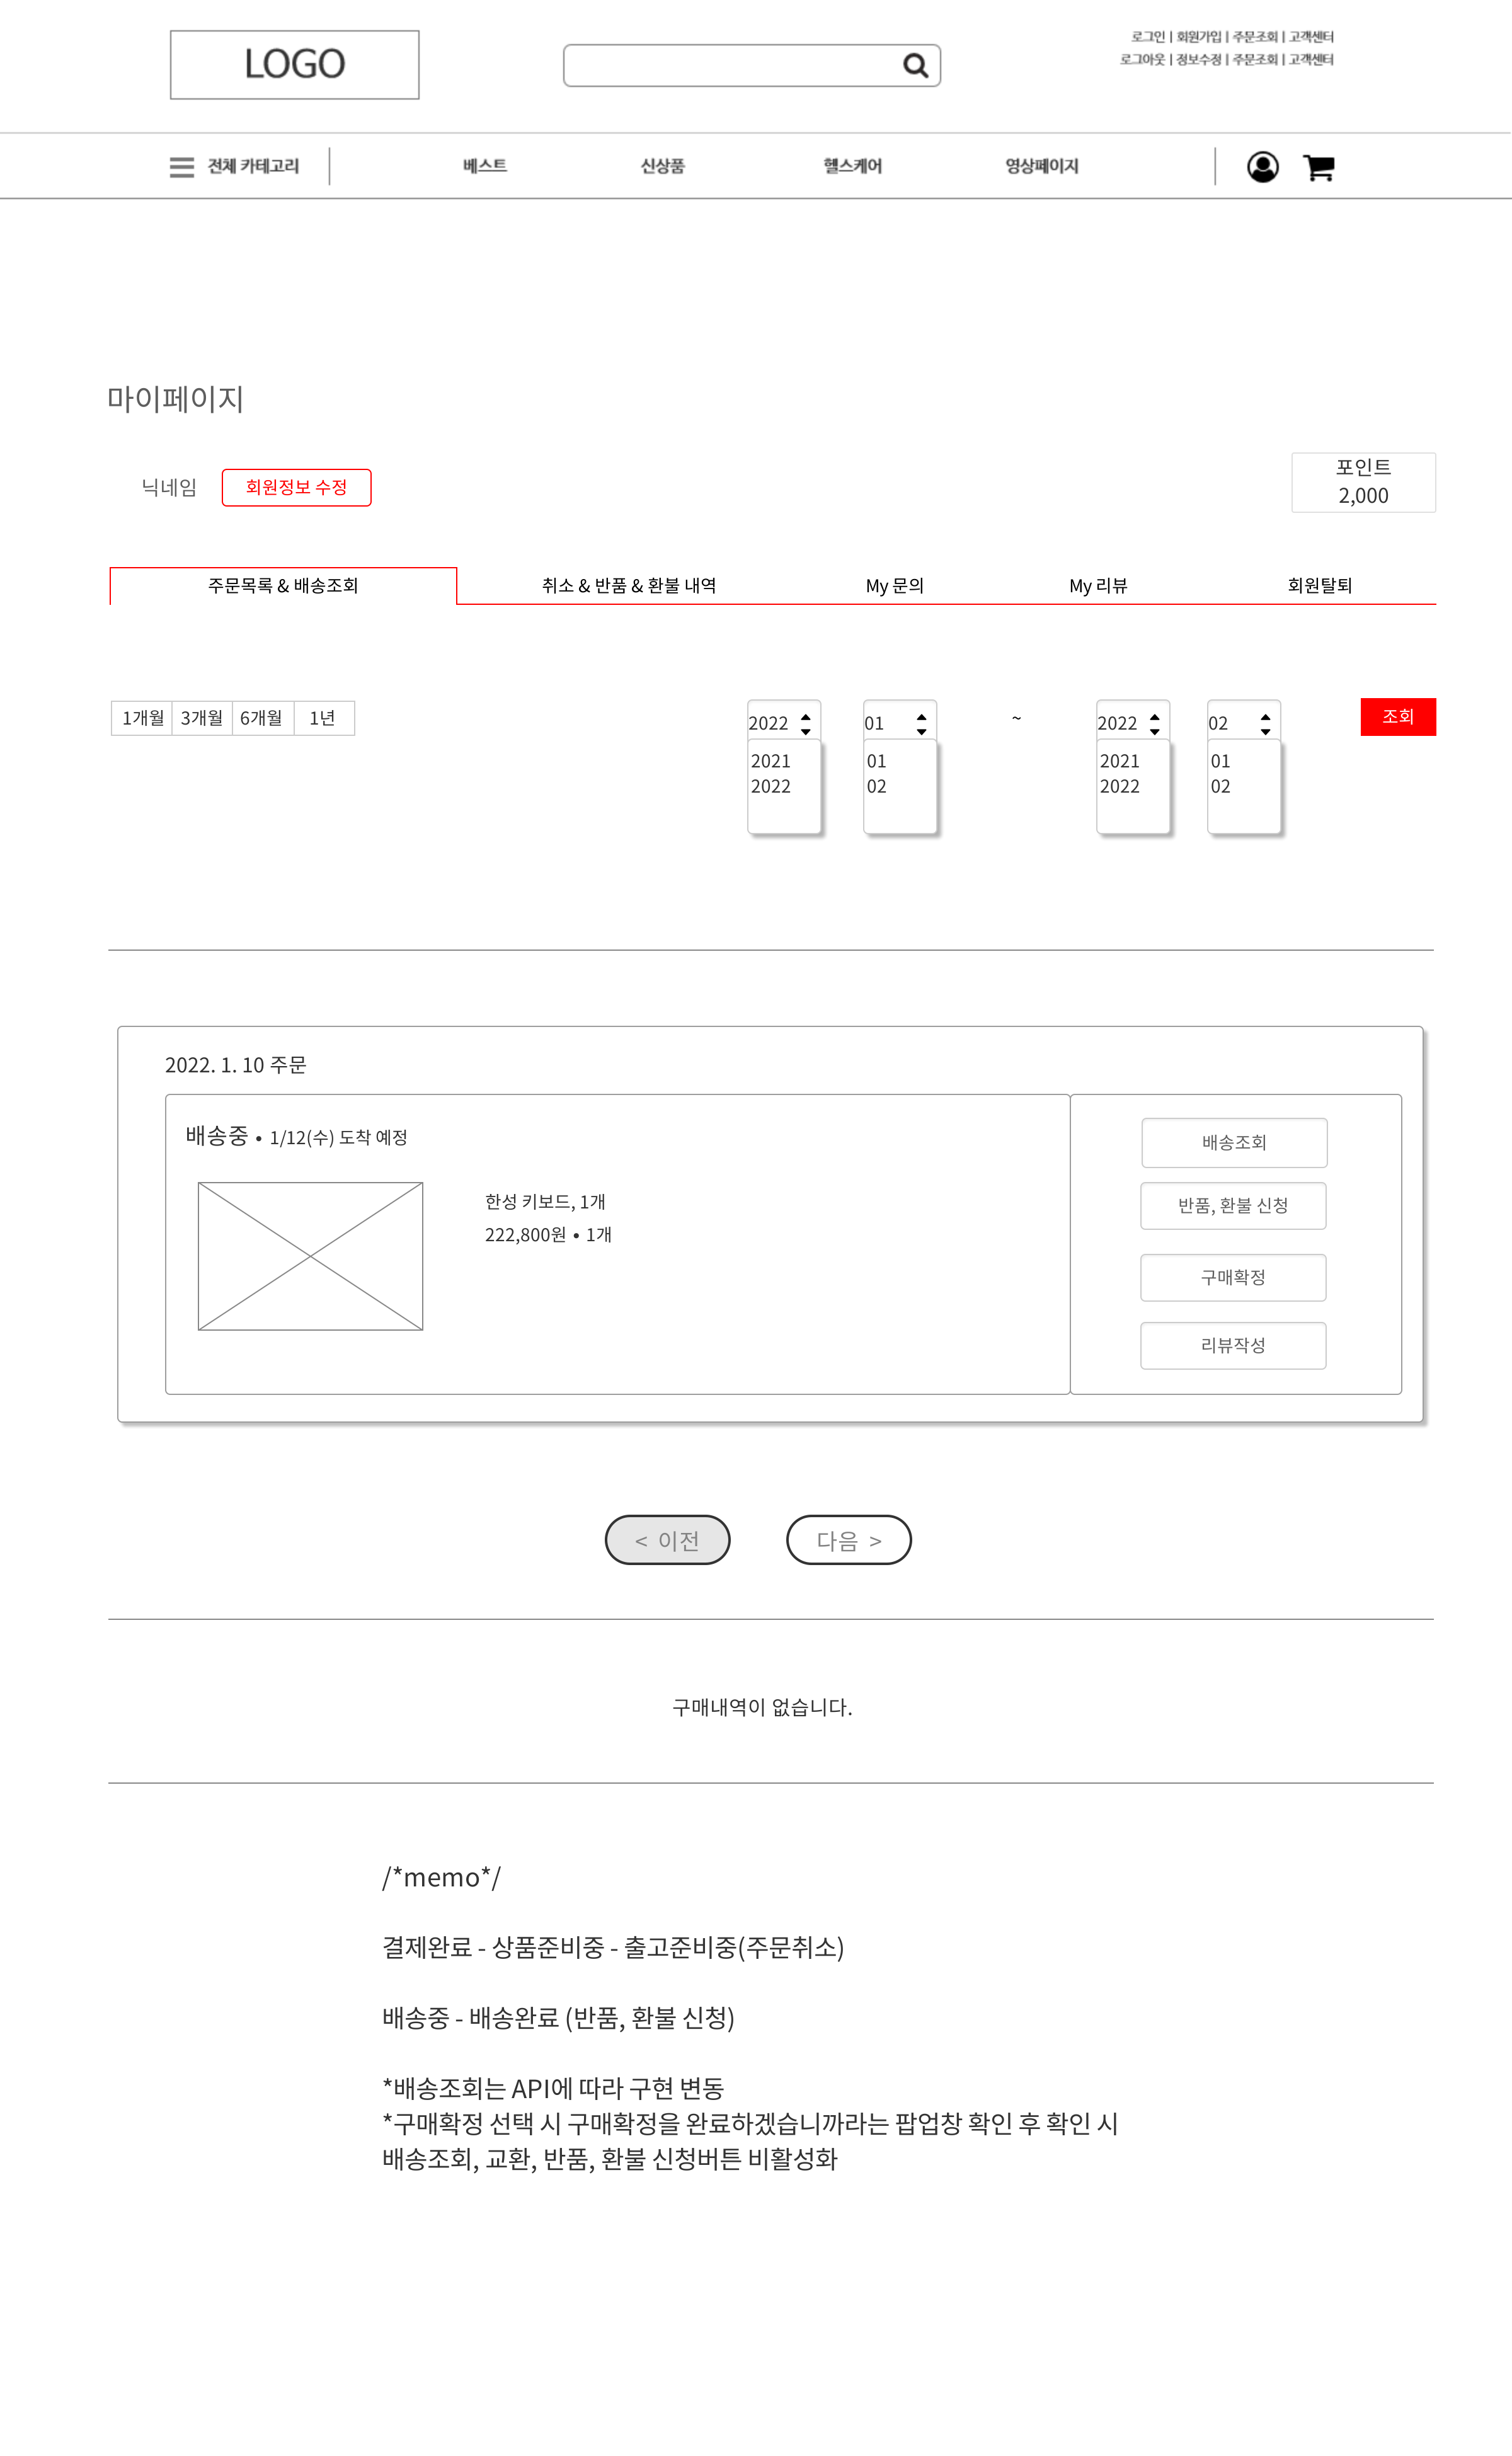 LOGO
로그인 | 회원가입 | 주문조회 | 고객센터
로그아웃 | 정보수정 | 주문조회 | 고객센터
전체 카테고리
베스트
신상품
헬스케어
영상페이지
마이페이지
닉네임
회원정보 수정
포인트
2,000
주문목록 & 배송조회
취소 & 반품 & 환불 내역
My 문의
My 리뷰
회원탈퇴
1개월
3개월
6개월
1년
2022
01
~
2022
02
조회
2021
01
2021
01
2022
02
2022
02
2022. 1. 10 주문
배송중 • 1/12(수) 도착 예정
한성 키보드, 1개
222,800원 • 1개
배송조회
반품, 환불 신청
구매확정
리뷰작성
< 이전
다음 >
구매내역이 없습니다.
/*memo*/
결제완료 - 상품준비중 - 출고준비중(주문취소)
배송중 - 배송완료 (반품, 환불 신청)
*배송조회는 API에 따라 구현 변동
*구매확정 선택 시 구매확정을 완료하겠습니까라는 팝업창 확인 후 확인 시
배송조회, 교환, 반품, 환불 신청버튼 비활성화